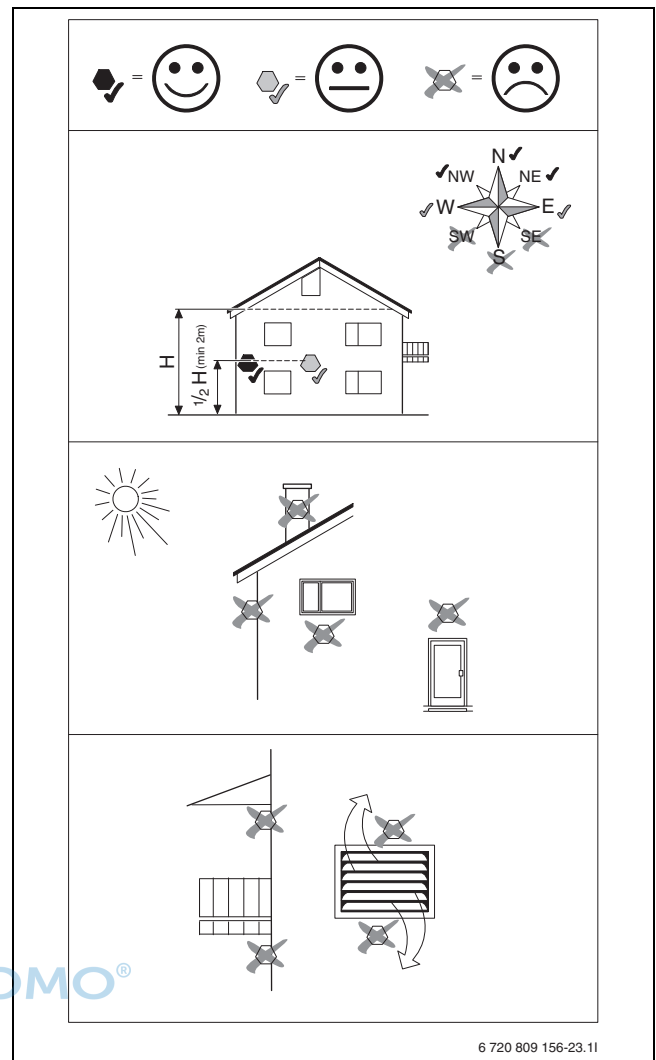 = = =
N
NW NE
W E
SW SE
S
H
1/2 H (min 2m)
OMO®
6 720 809 156-23.1I